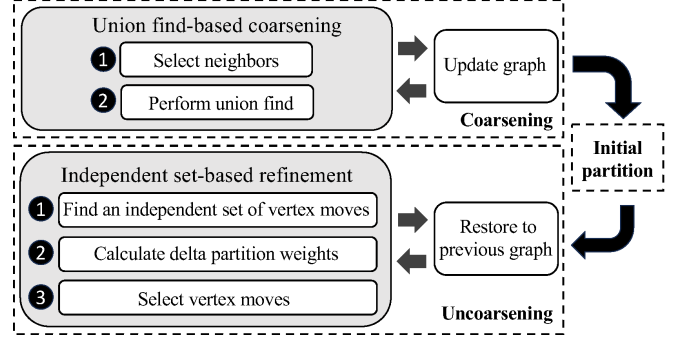 Union find-based coarsening
1 Select neighbors
2 Perform union find
Update graph
Coarsening
Initial
partition
Independent set-based refinement
1 Find an independent set of vertex moves
2 Calculate delta partition weights
3 Select vertex moves
Restore to
previous graph
Uncoarsening